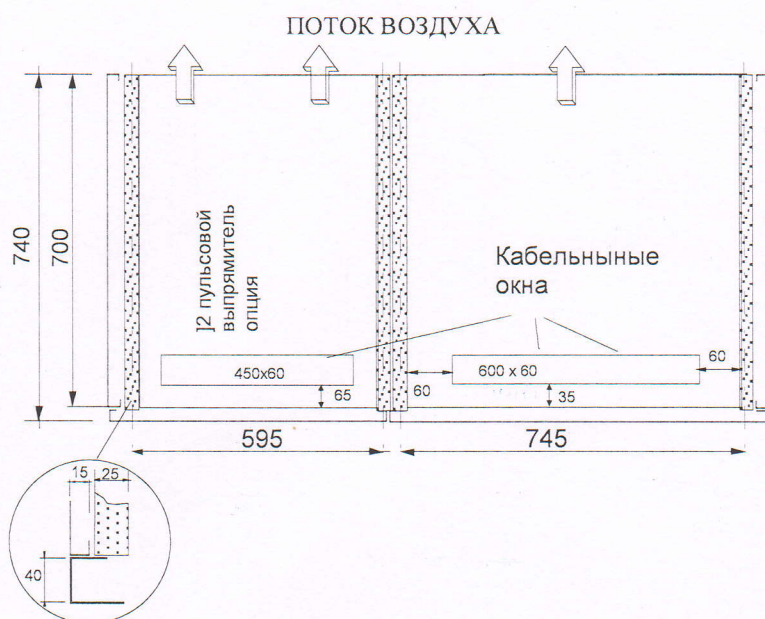 ПОТОК ВОЗДУХА
740
700
]2 пульсовой
выпрямитель
опция
Кабельныные
окна
450x60
65
60
600 x 60
35
60
595
745
15
25
40